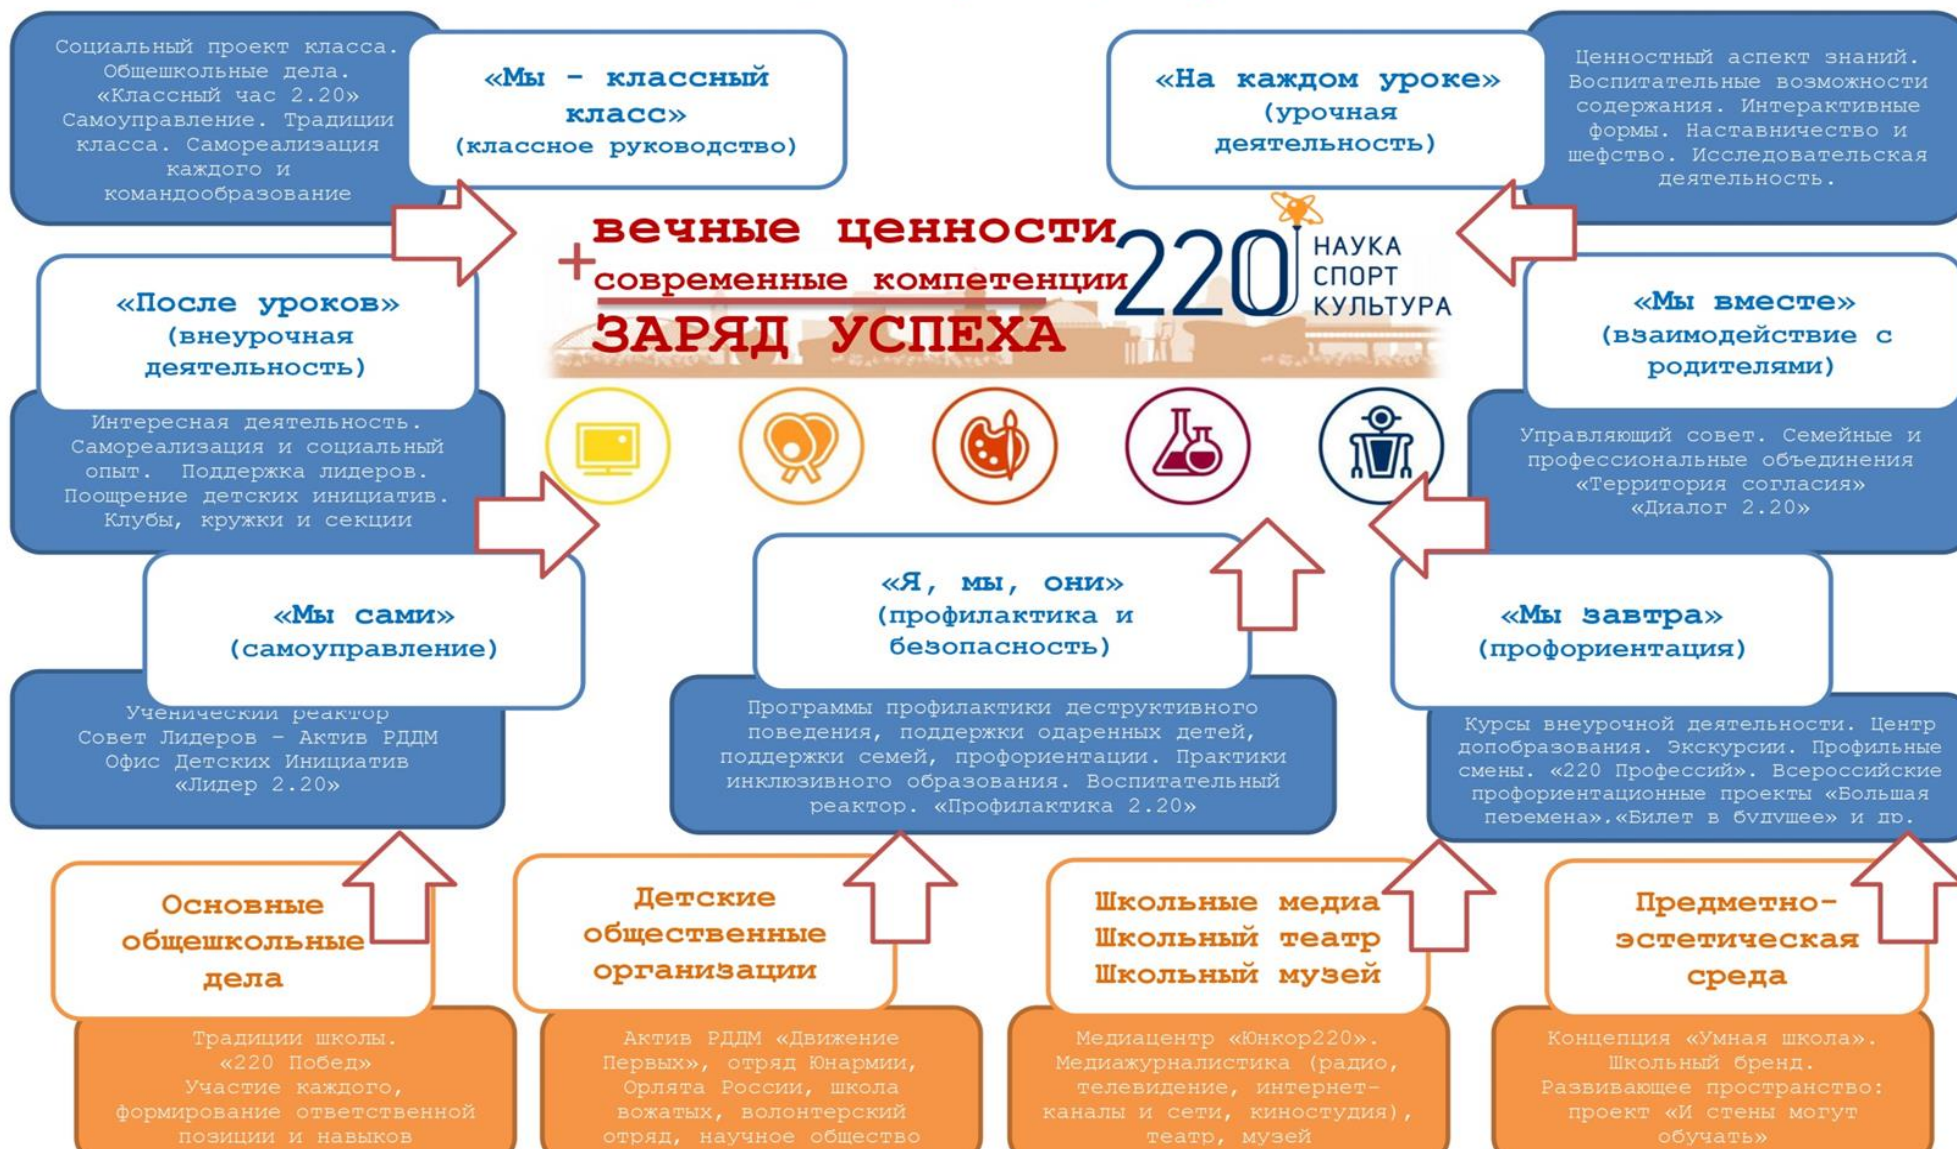 Социальный проект класса.
Общешкольные дела.
«Классный час 2.20»
Самоуправление. Традиции
класса. Самореализация
каждого и
командообразование
«Мы - классный
класс»
(классное руководство)
«На каждом уроке»
(урочная
деятельность)
Ценностный аспект знаний.
Воспитательные возможности
содержания. Интерактивные
формы. Наставничество и
шефство. Исследовательская
деятельность.
вечные ценности
+
современные компетенции
ЗАРЯД УСПЕХА
220
НАУКА
СПОРТ
КУЛЬТУРА
«После уроков»
(внеурочная
деятельность)
Интересная деятельность.
Самореализация и социальный
опыт. Поддержка лидеров.
Поощрение детских инициатив.
Клубы, кружки и секции
«Мы вместе»
(взаимодействие с
родителями)
Управляющий совет. Семейные и
профессиональные объединения
«Территория согласия»
«Диалог 2.20»
«Мы сами»
(самоуправление)
Ученический реактор
Совет Лидеров – Актив РДДМ
Офис Детских Инициатив
«Лидер 2.20»
«Я, мы, они»
(профилактика и
безопасность)
Программы профилактики деструктивного
поведения, поддержки одаренных детей,
поддержки семей, профориентации. Практики
инклюзивного образования. Воспитательный
реактор. «Профилактика 2.20»
«Мы завтра»
(профориентация)
Курсы внеурочной деятельности. Центр
допобразования. Экскурсии. Профильные
смены. «220 Профессий». Всероссийские
профориентационные проекты «Большая
перемена»,«Билет в будущее» и др.
Основные
общешкольные
дела
Традиции школы.
«220 Побед»
Участие каждого,
формирование ответственной
позиции и навыков
Детские
общественные
организации
Актив РДДМ «Движение
Первых», отряд Юнармии,
Орлята России, школа
вожатых, волонтерский
отряд, научное общество
Школьные медиа
Школьный театр
Школьный музей
Медиацентр «Юнкор220».
Медиажурналистика (радио,
телевидение, интернет-
каналы и сети, киностудия),
театр, музей
Предметно-
эстетическая
среда
Концепция «Умная школа».
Школьный бренд.
Развивающее пространство:
проект «И стены могут
обучать»